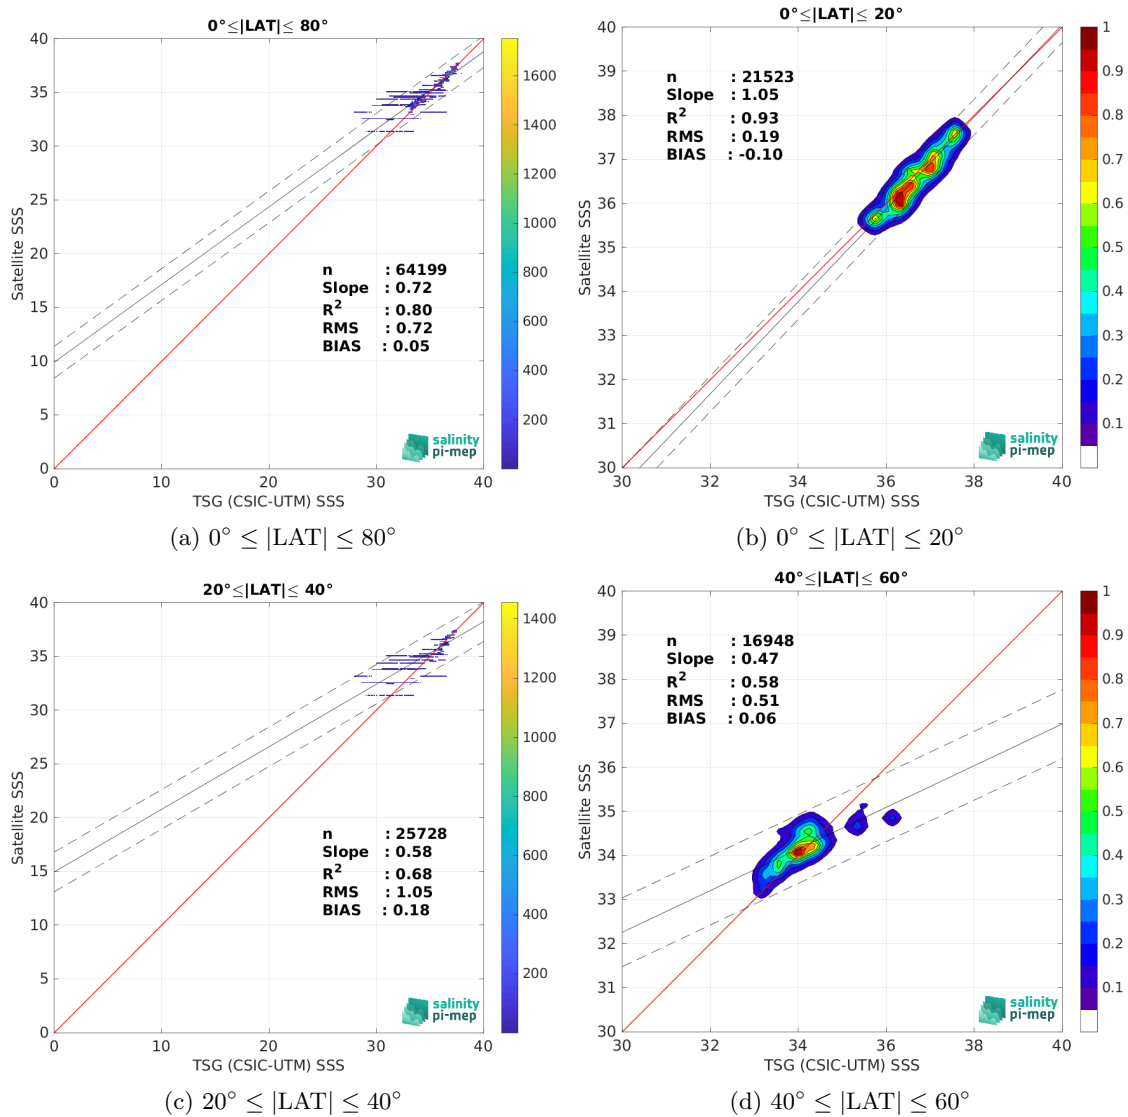 0°≤|LAT|≤ 80°
40
35
30
25
20
15
10
5
0
Satellite SSS
n : 64199
Slope : 0.72
R² : 0.80
RMS : 0.72
BIAS : 0.05
salinity
pi-mep
0 10 20 30 40
TSG (CSIC-UTM) SSS
1600
1400
1200
1000
800
600
400
200
(a) 0° ≤ |LAT| ≤ 80°
0°≤|LAT|≤ 20°
40
39
38
37
36
35
34
33
32
31
30
Satellite SSS
n : 21523
Slope : 1.05
R² : 0.93
RMS : 0.19
BIAS : -0.10
salinity
pi-mep
30 32 34 36 38 40
TSG (CSIC-UTM) SSS
1
0.9
0.8
0.7
0.6
0.5
0.4
0.3
0.2
0.1
(b) 0° ≤ |LAT| ≤ 20°
20°≤|LAT|≤ 40°
40
35
30
25
20
15
10
5
0
Satellite SSS
n : 25728
Slope : 0.58
R² : 0.68
RMS : 1.05
BIAS : 0.18
salinity
pi-mep
0 10 20 30 40
TSG (CSIC-UTM) SSS
1400
1200
1000
800
600
400
200
(c) 20° ≤ |LAT| ≤ 40°
40°≤|LAT|≤ 60°
40
39
38
37
36
35
34
33
32
31
30
Satellite SSS
n : 16948
Slope : 0.47
R² : 0.58
RMS : 0.51
BIAS : 0.06
salinity
pi-mep
30 32 34 36 38 40
TSG (CSIC-UTM) SSS
1
0.9
0.8
0.7
0.6
0.5
0.4
0.3
0.2
0.1
(d) 40° ≤ |LAT| ≤ 60°